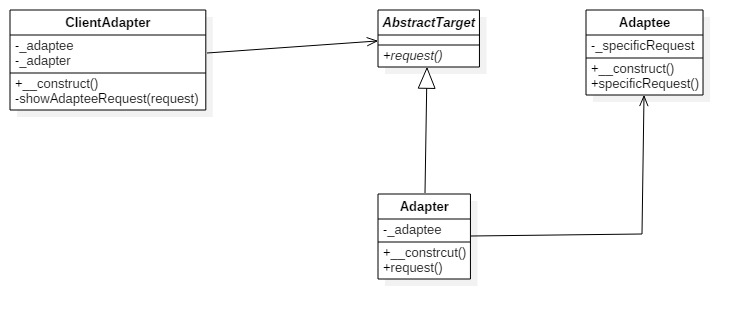 ClientAdapter
-_adaptee
-_adapter
+__construct()
-showAdapteeRequest(request)
AbstractTarget
+request()
Adaptee
-_specificRequest
+__construct()
+specificRequest()
Adapter
-_adaptee
+__constrcut()
+request()